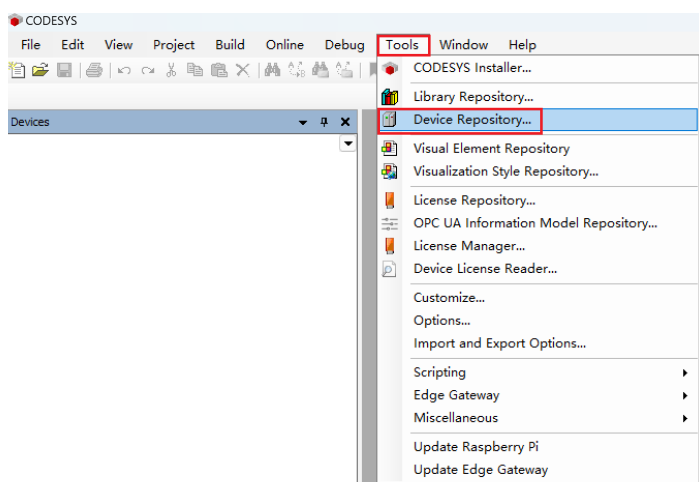 CODESYS
File Edit View Project Build Online Debug Tools Window Help
CODESYS Installer...
Library Repository...
Devices
Device Repository...
Visual Element Repository
Visualization Style Repository...
License Repository...
OPC UA Information Model Repository...
License Manager...
Device License Reader...
Customize...
Options...
Import and Export Options...
Scripting
Edge Gateway
Miscellaneous
Update Raspberry Pi
Update Edge Gateway